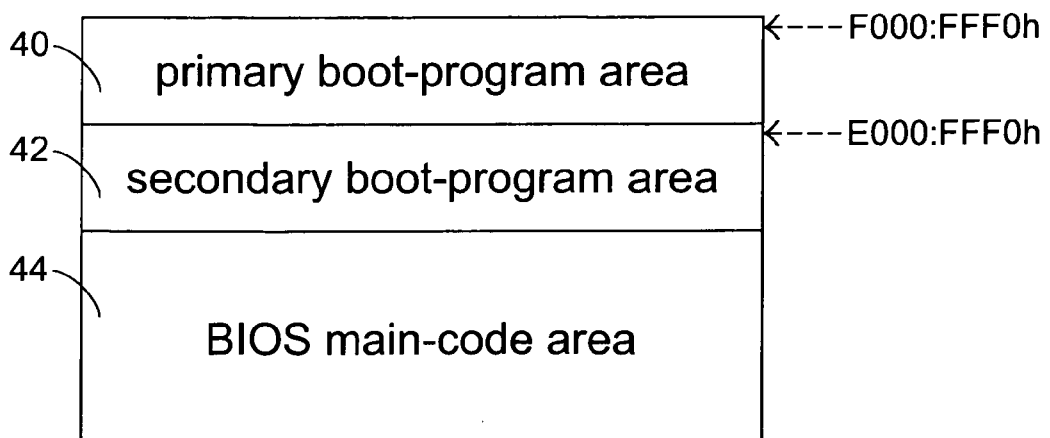 F000:FFF0h
40
primary boot-program area
E000:FFF0h
42
secondary boot-program area
44
BIOS main-code area